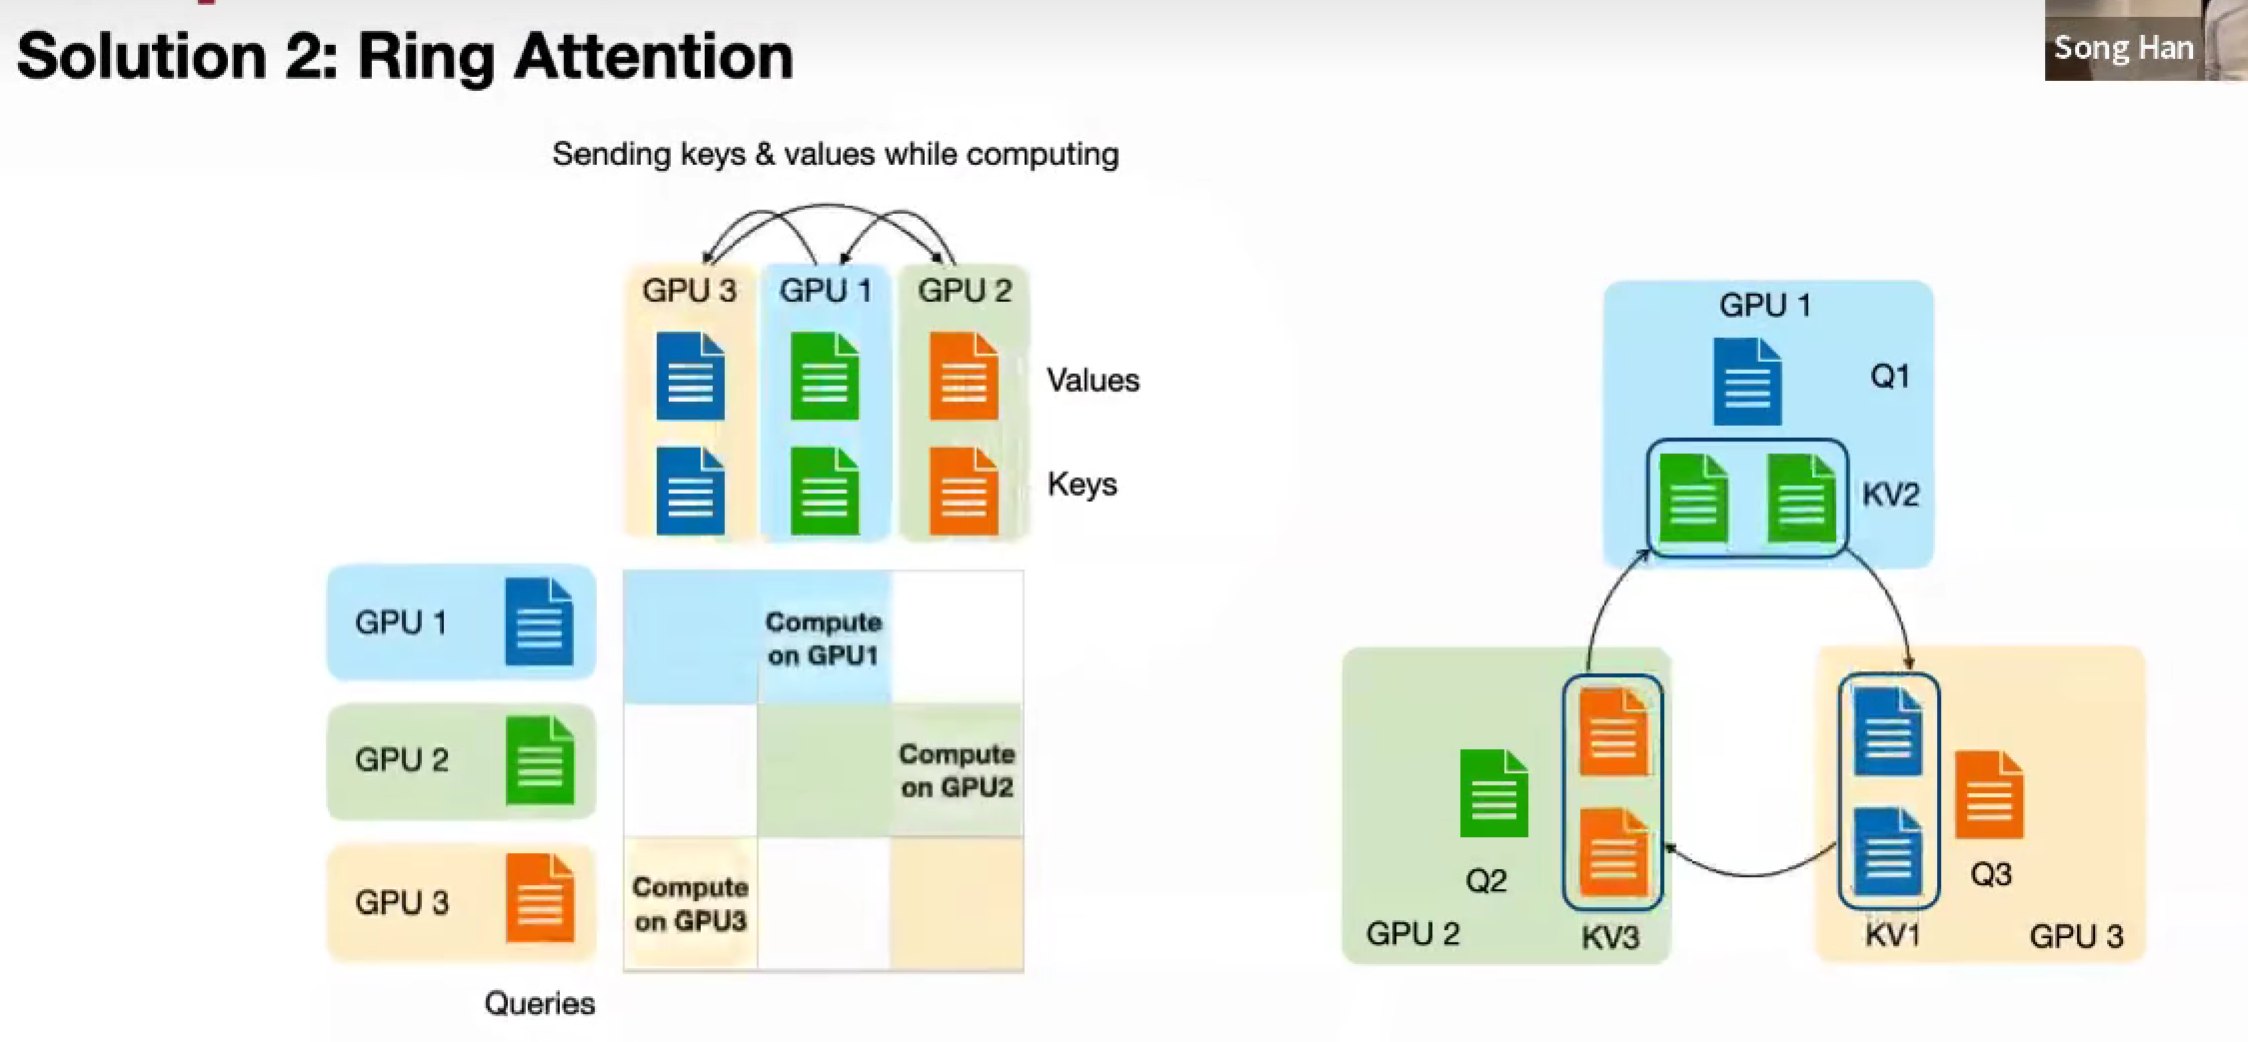 Solution 2: Ring Attention
Song Han
Sending keys & values while computing
GPU 3
GPU 1
GPU 2
Values
Keys
GPU 1
GPU 2
GPU 3
Queries
Compute
on GPU1
Compute
on GPU2
Compute
on GPU3
GPU 1
Q1
KV2
Q2
GPU 2
KV3
KV1
Q3
GPU 3